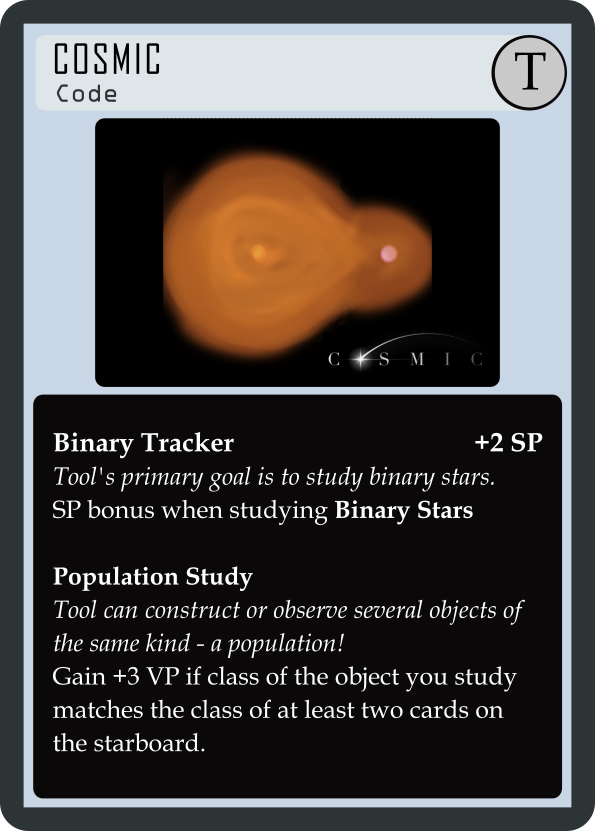 COSMIC
Code
T
C O S M I C
Binary Tracker +2 SP
Tool's primary goal is to study binary stars.
SP bonus when studying Binary Stars
Population Study
Tool can construct or observe several objects of
the same kind - a population!
Gain +3 VP if class of the object you study
matches the class of at least two cards on
the starboard.